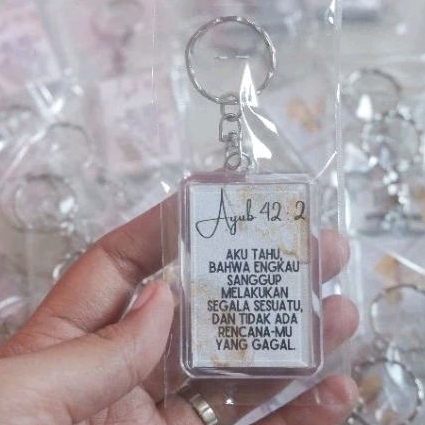 Ayub 42:2
AKU TAHU,
BAHWA ENGKAU
SANGGUP
MELAKUKAN
SEGALA SESUATU,
DAN TIDAK ADA
RENCANA-MU
YANG GAGAL.